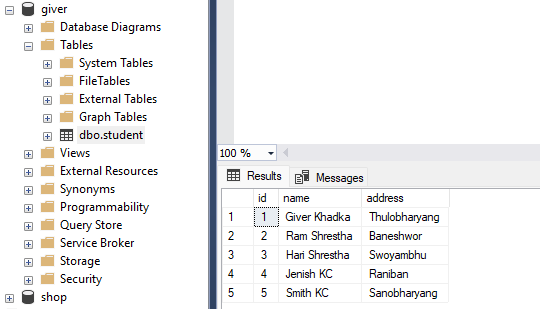 giver
Database Diagrams
Tables
System Tables
FileTables
External Tables
Graph Tables
dbo.student
Views
External Resources
Synonyms
Programmability
Query Store
Service Broker
Storage
Security
shop
100 %
Results Messages
id name address
1 1 Giver Khadka Thulobharyang
2 2 Ram Shrestha Baneshwor
3 3 Hari Shrestha Swoyambhu
4 4 Jenish KC Raniban
5 5 Smith KC Sanobharyang